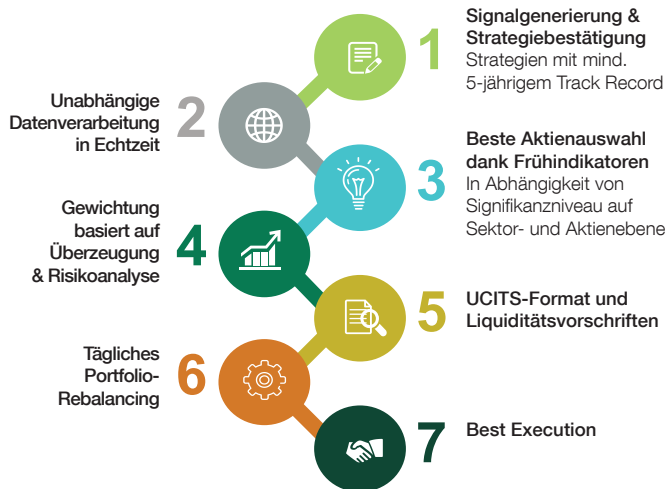 1
Signalgenerierung &
Strategiebestätigung
Strategien mit mind.
5-jährigem Track Record
2
Unabhängige
Datenverarbeitung
in Echtzeit
3
Beste Aktienauswahl
dank Frühindikatoren
In Abhängigkeit von
Signifikanzniveau auf
Sektor- und Aktienebene
4
Gewichtung
basiert auf
Überzeugung
& Risikoanalyse
5
UCITS-Format und
Liquiditätsvorschriften
6
Tägliches
Portfolio-
Rebalancing
7
Best Execution